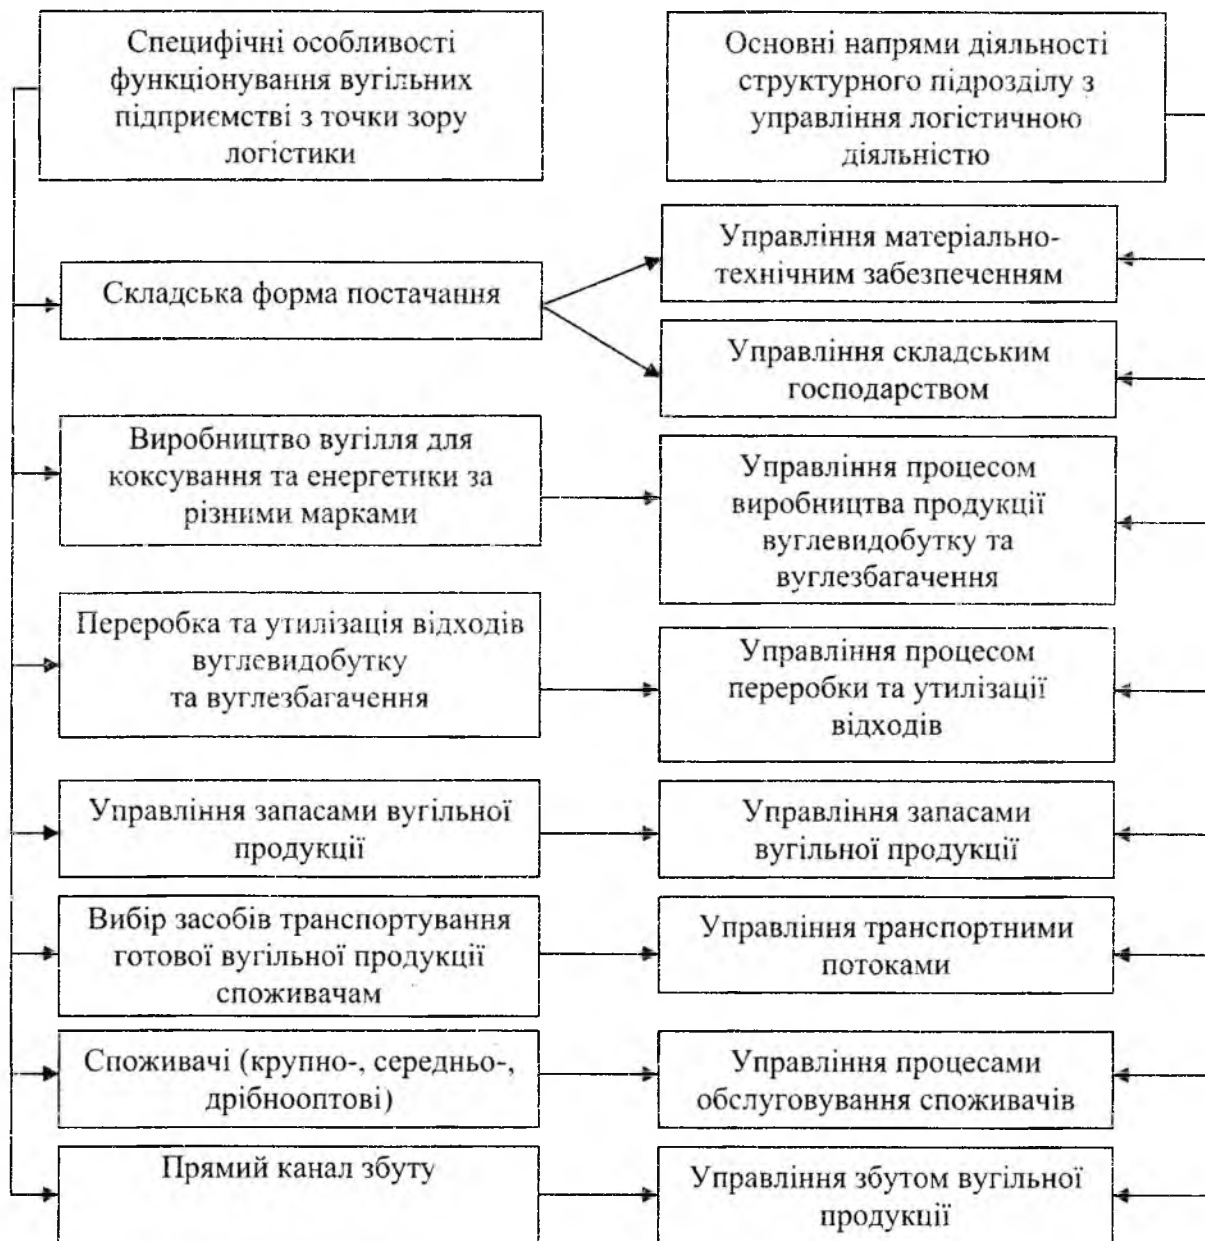 Специфічні особливості
функціонування вугільних
підприємстві з точки зору
логістики
Основні напрями діяльності
структурного підрозділу з
управління логістичною
діяльністю
Складська форма постачання
Управління матеріально-
технічним забезпеченням
Управління складським
господарством
Виробництво вугілля для
коксування та енергетики за
різними марками
Управління процесом
виробництва продукції
вуглевидобутку та
вуглезбагачення
Переробка та утилізація відходів
вуглевидобутку
та вуглезбагачення
Управління процесом
переробки та утилізації
відходів
Управління запасами вугільної
продукції
Управління запасами
вугільної продукції
Вибір засобів транспортування
готової вугільної продукції
споживачам
Управління транспортними
потоками
Споживачі (крупно-, середньо-,
дрібнооптові)
Управління процесами
обслуговування споживачів
Прямий канал збуту
Управління збутом вугільної
продукції